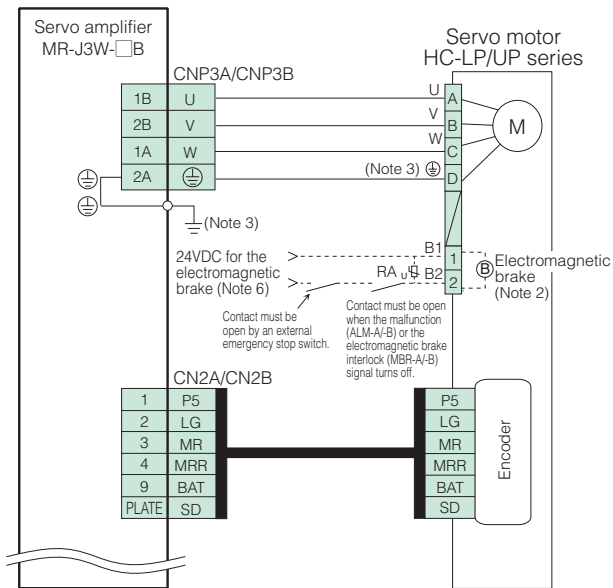 Servo amplifier
MR-J3W-□B
Servo motor
HC-LP/UP series
CNP3A/CNP3B
1B U
2B V
1A W
2A
U
V
W
(Note 3)
A
B
C
D
M
(Note 3)
24VDC for the
electromagnetic
brake (Note 6)
RA
U
B1
B2
1
2
B
Electromagnetic
brake
(Note 2)
Contact must be
open by an external
emergency stop switch.
Contact must be open
when the malfunction
(ALM-A/-B) or the
electromagnetic brake
interlock (MBR-A/-B)
signal turns off.
CN2A/CN2B
1 P5
2 LG
3 MR
4 MRR
9 BAT
PLATE SD
P5
LG
MR
MRR
BAT
SD
Encoder